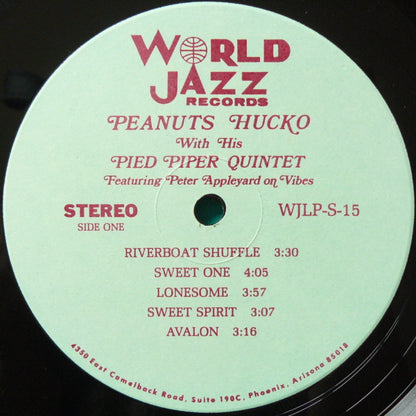 WORLD
JAZZ
RECORDS
PEANUTS HUCKO
With His
PIED PIPER QUINTET
Featuring Peter Appleyard on Vibes
STEREO
SIDE ONE
WJLP-S-15
RIVERBOAT SHUFFLE 3:30
SWEET ONE 4:05
LONESOME 3:57
SWEET SPIRIT 3:07
AVALON 3:16
4350 East Camelback Road, Suite 190C, Phoenix, Arizona 85018